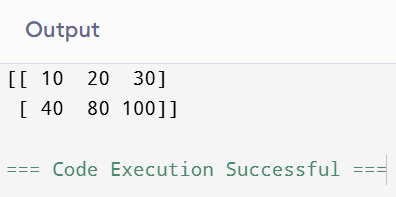 Output
[[ 10  20  30]
 [ 40  80 100]]
=== Code Execution Successful ===